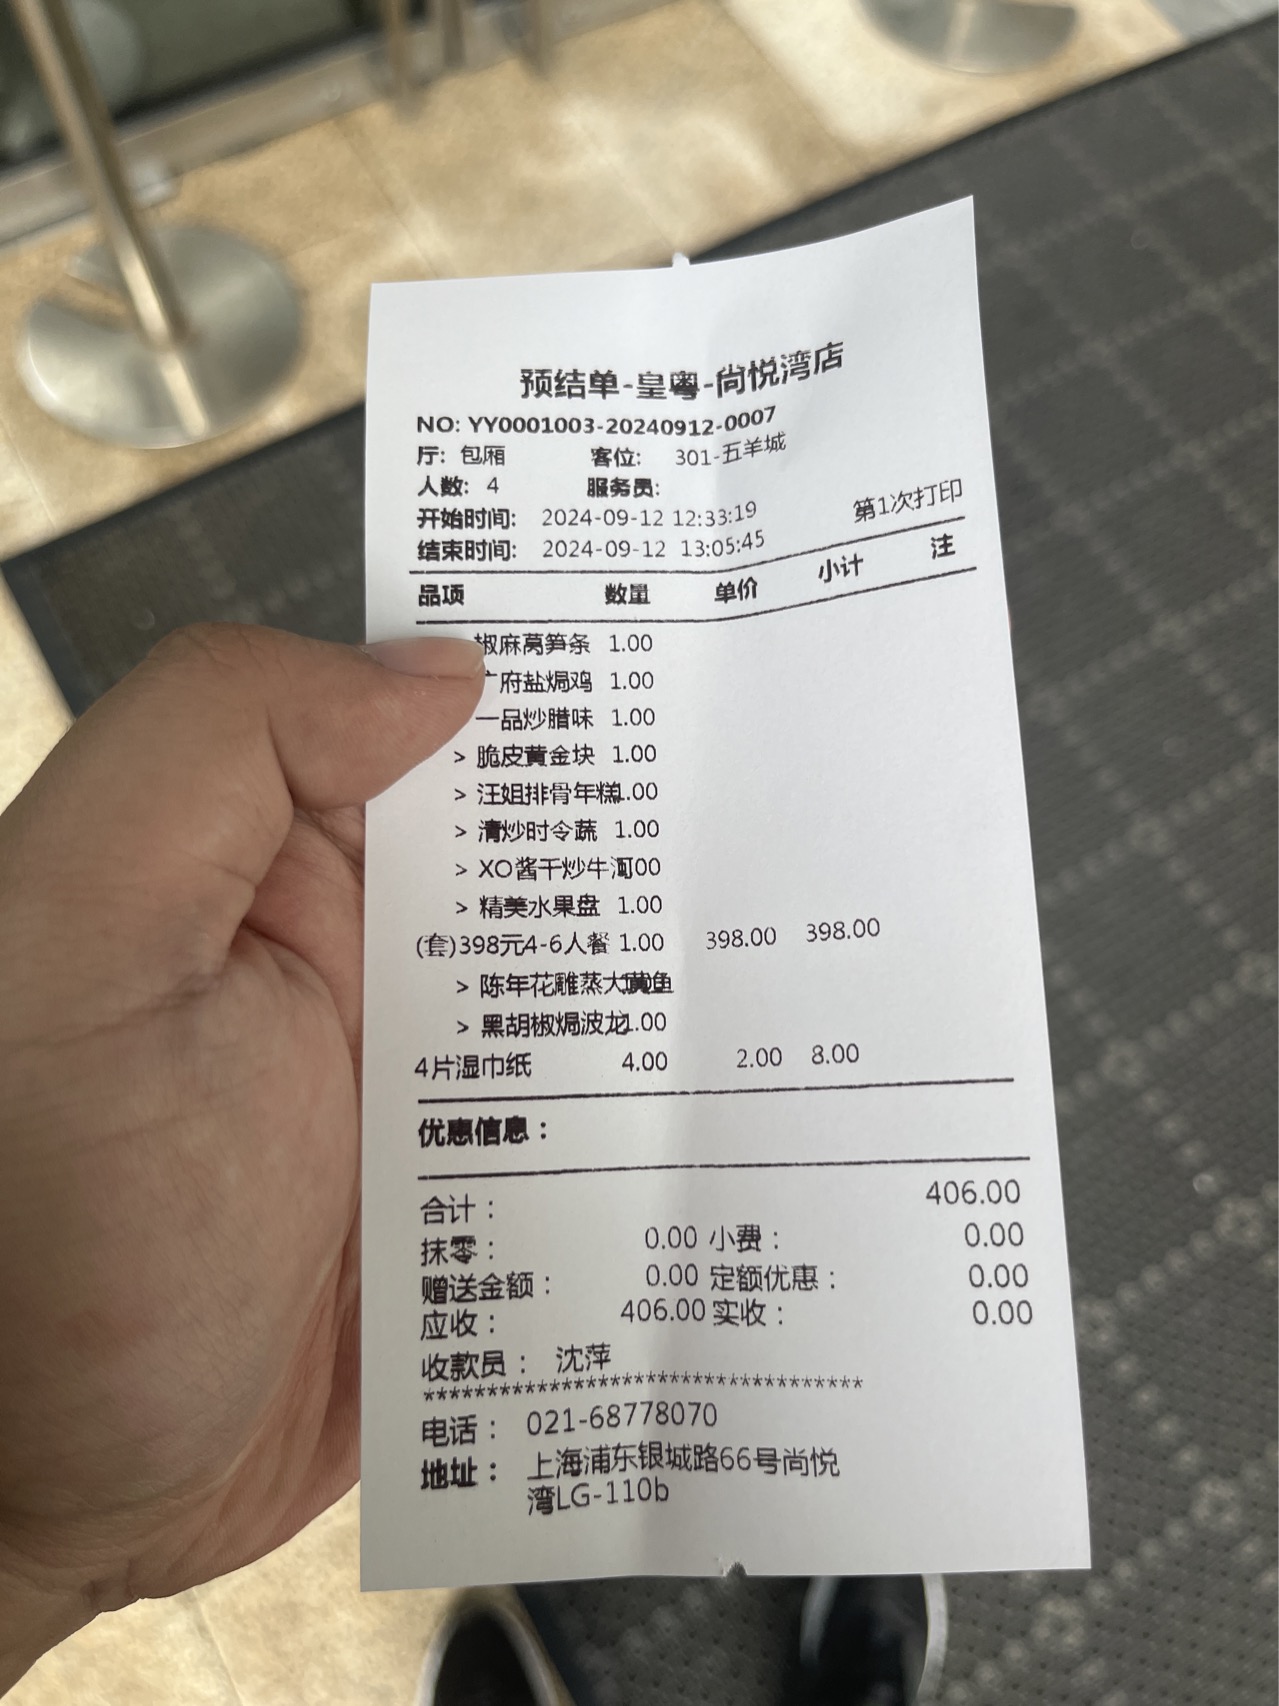 预结单-皇粤-尚悦湾店
NO: YY0001003-20240912-0007
厅: 包厢 客位: 301-五羊城
人数: 4 服务员:
开始时间: 2024-09-12 12:33:19 第1次打印
结束时间: 2024-09-12 13:05:45
品项 数量 单价 小计 注
椒麻莴笋条 1.00
广府盐焗鸡 1.00
一品炒腊味 1.00
> 脆皮黄金块 1.00
> 汪姐排骨年糕1.00
> 清炒时令蔬 1.00
> XO酱干炒牛河00
> 精美水果盘 1.00
(套)398元4-6人餐 1.00 398.00 398.00
> 陈年花雕蒸大黄鱼
> 黑胡椒焗波龙1.00
4片湿巾纸 4.00 2.00 8.00
优惠信息：
合计： 406.00
抹零： 0.00 小费： 0.00
赠送金额： 0.00 定额优惠： 0.00
应收： 406.00 实收： 0.00
收款员： 沈萍
***********************************
电话： 021-68778070
地址： 上海浦东银城路66号尚悦
湾LG-110b